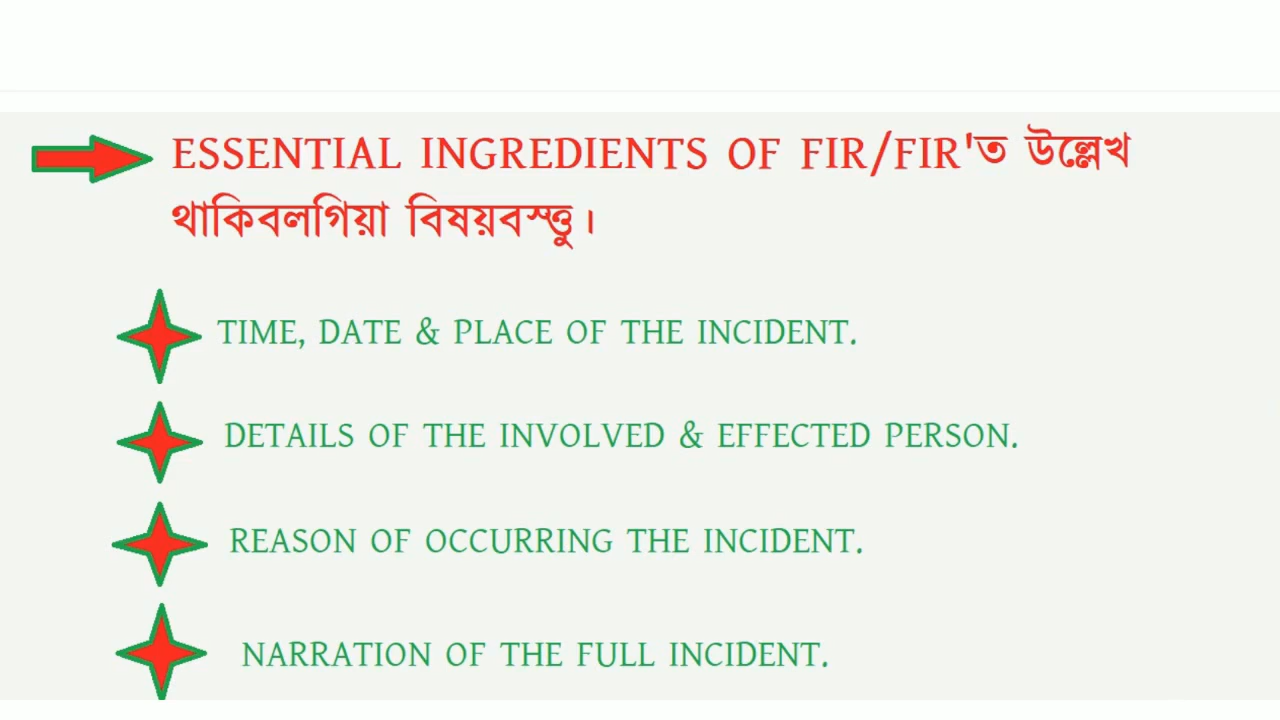 ESSENTIAL INGREDIENTS OF FIR/FIR'ত উল্লেখ
থাকিবলগিয়া বিষয়বস্তু।
TIME, DATE & PLACE OF THE INCIDENT.
DETAILS OF THE INVOLVED & EFFECTED PERSON.
REASON OF OCCURRING THE INCIDENT.
NARRATION OF THE FULL INCIDENT.